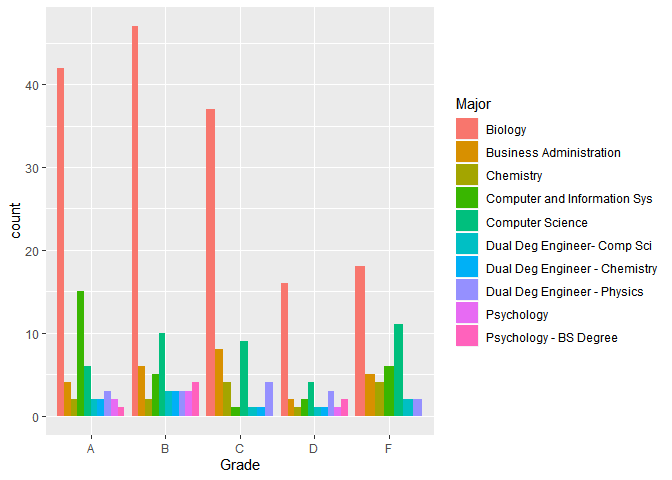 count
40
30
20
10
0
A B C D F
Grade
Major
Biology
Business Administration
Chemistry
Computer and Information Sys
Computer Science
Dual Deg Engineer- Comp Sci
Dual Deg Engineer - Chemistry
Dual Deg Engineer - Physics
Psychology
Psychology - BS Degree